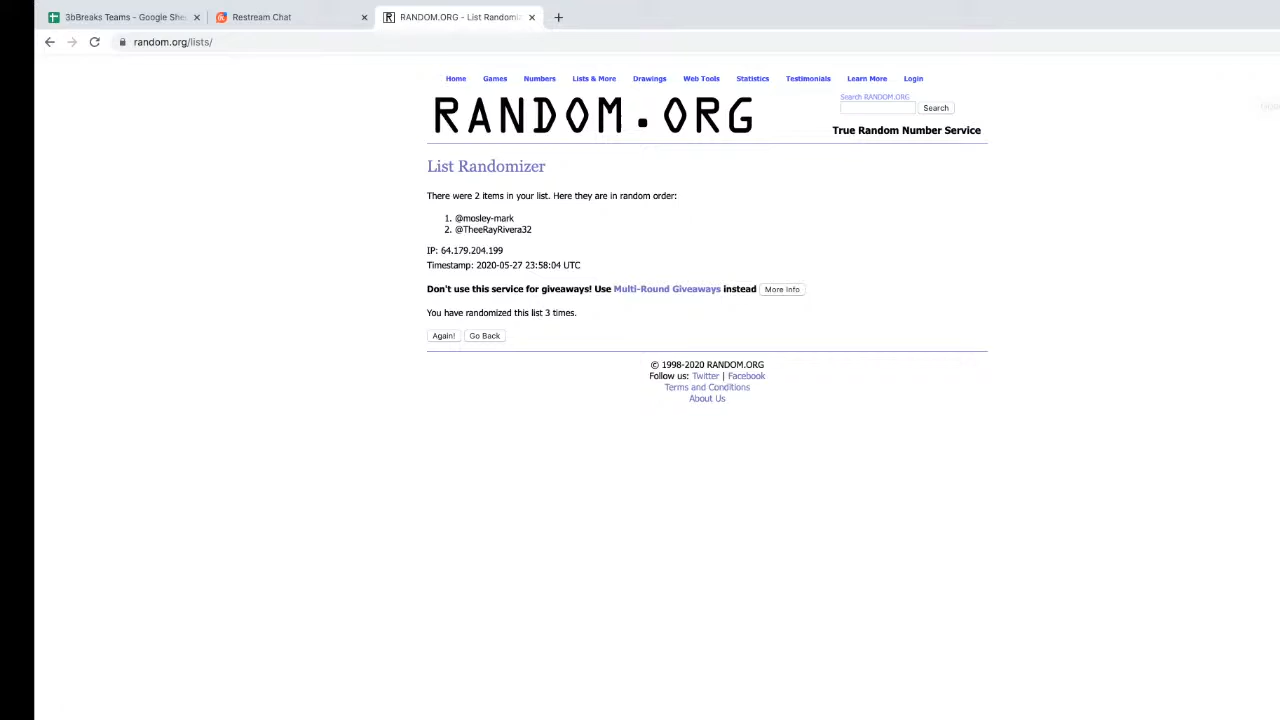 3bBreaks Teams - Google She
Restream Chat
RANDOM.ORG - List Randomiz
random.org/lists/
Home Games Numbers Lists & More Drawings Web Tools Statistics Testimonials Learn More Login
RANDOM.ORG
Search RANDOM.ORG
Search
True Random Number Service
List Randomizer
There were 2 items in your list. Here they are in random order:
1. @mosley-mark
2. @TheeRayRivera32
IP: 64.179.204.199
Timestamp: 2020-05-27 23:58:04 UTC
Don't use this service for giveaways! Use Multi-Round Giveaways instead More Info
You have randomized this list 3 times.
Again! Go Back
© 1998-2020 RANDOM.ORG
Follow us: Twitter | Facebook
Terms and Conditions
About Us